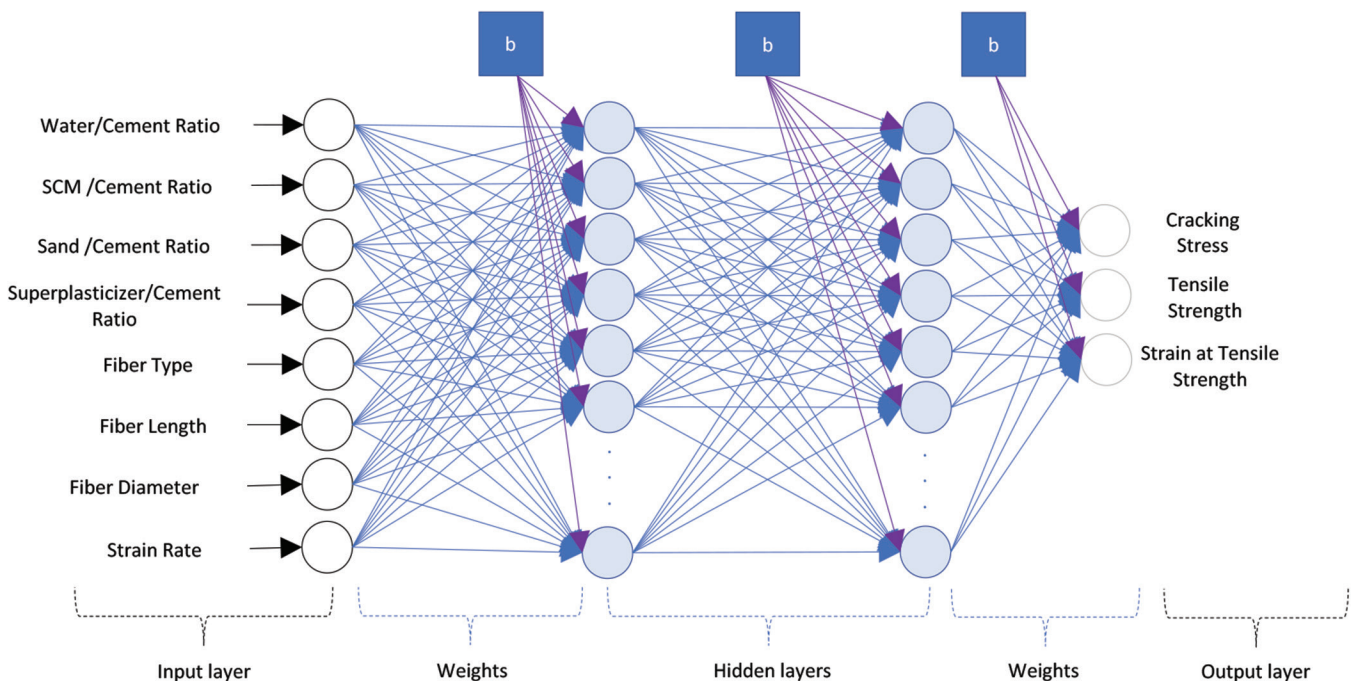 b
b
b
Water/Cement Ratio
SCM /Cement Ratio
Sand /Cement Ratio
Superplasticizer/Cement
Ratio
Fiber Type
Fiber Length
Fiber Diameter
Strain Rate
Cracking
Stress
Tensile
Strength
Strain at Tensile
Strength
Input layer
Weights
Hidden layers
Weights
Output layer